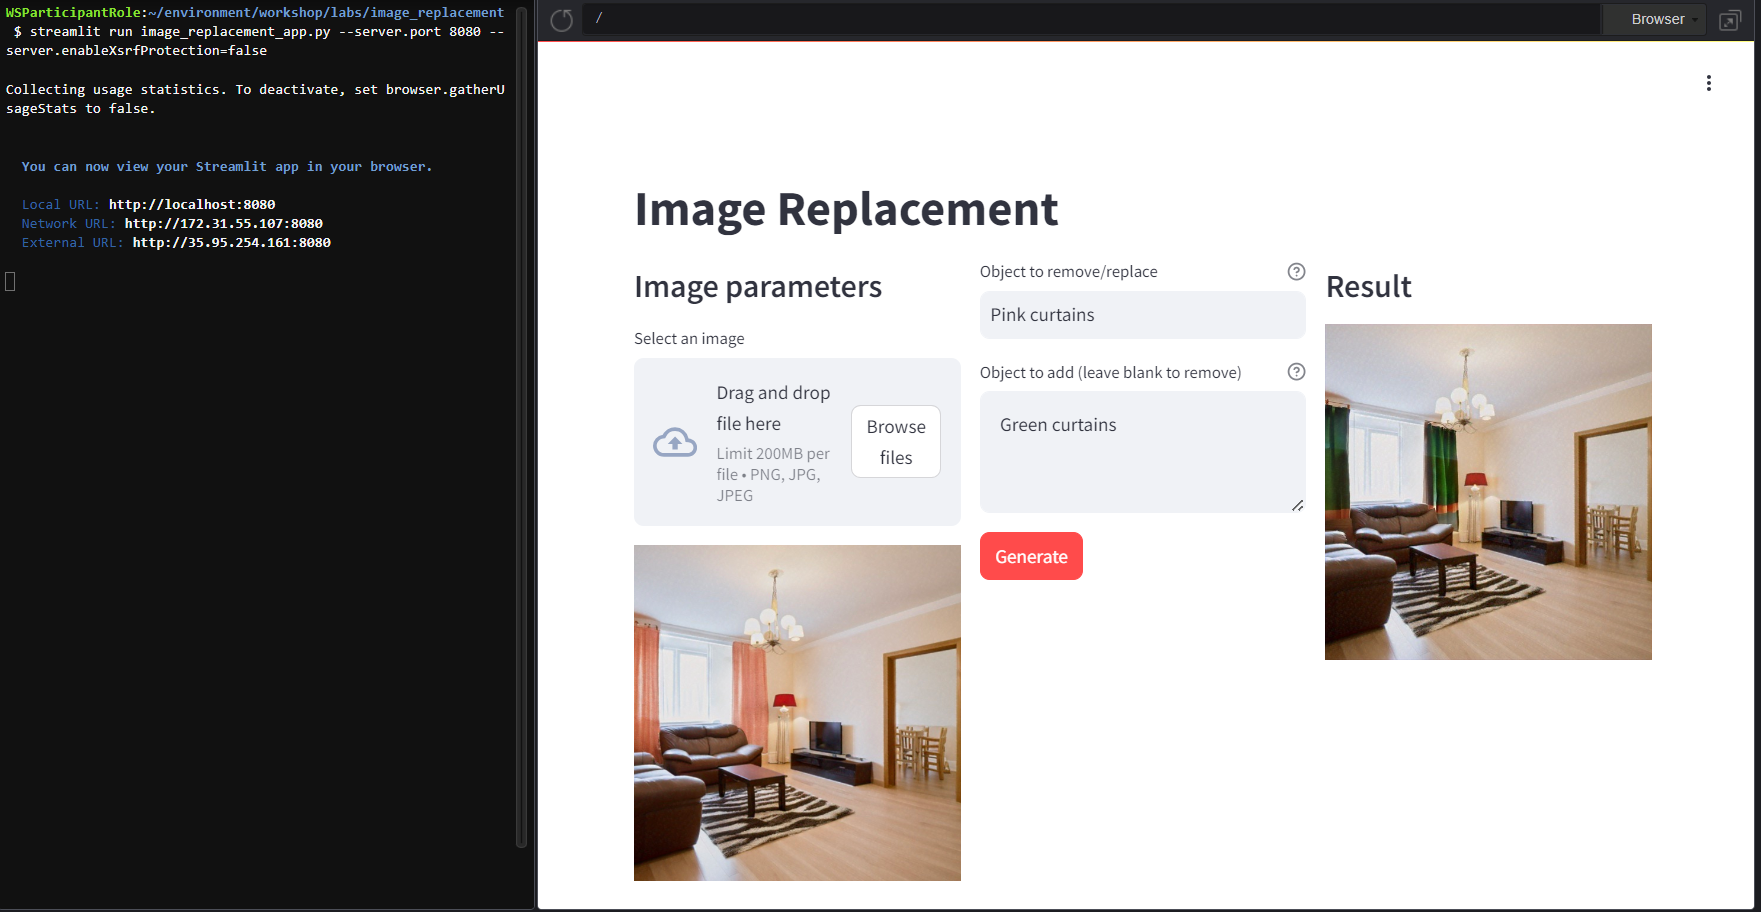 WSParticipantRole:~/environment/workshop/labs/image_replacement
$ streamlit run image_replacement_app.py --server.port 8080 --
server.enableXsrfProtection=false
Collecting usage statistics. To deactivate, set browser.gatherU
sageStats to false.
You can now view your Streamlit app in your browser.
Local URL: http://localhost:8080
Network URL: http://172.31.55.107:8080
External URL: http://35.95.254.161:8080
/
Browser
Image Replacement
Image parameters
Select an image
Drag and drop
file here
Limit 200MB per
file • PNG, JPG,
JPEG
Browse
files
Object to remove/replace
Pink curtains
Object to add (leave blank to remove)
Green curtains
Generate
Result